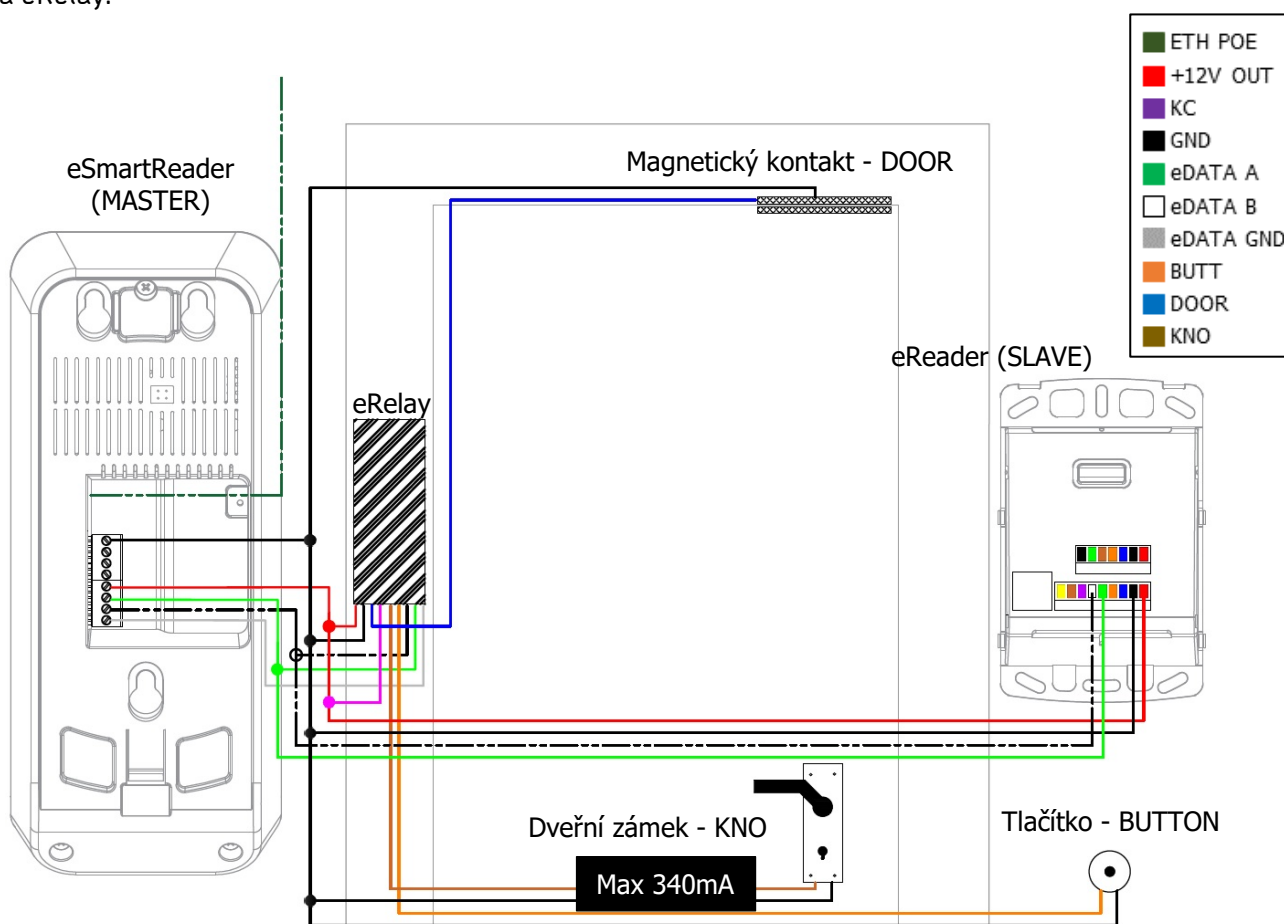 a eRelay.
ETH POE
+12V OUT
KC
GND
eDATA A
eDATA B
eDATA GND
BUTT
DOOR
KNO
eSmartReader
(MASTER)
Magnetický kontakt - DOOR
eReader (SLAVE)
eRelay
Dveřní zámek - KNO
Tlačítko - BUTTON
Max 340mA